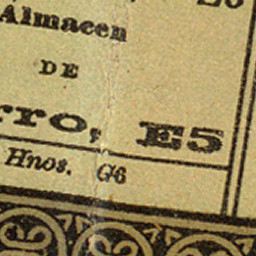 Almacen
DE
rro, E5
Hnos. G6